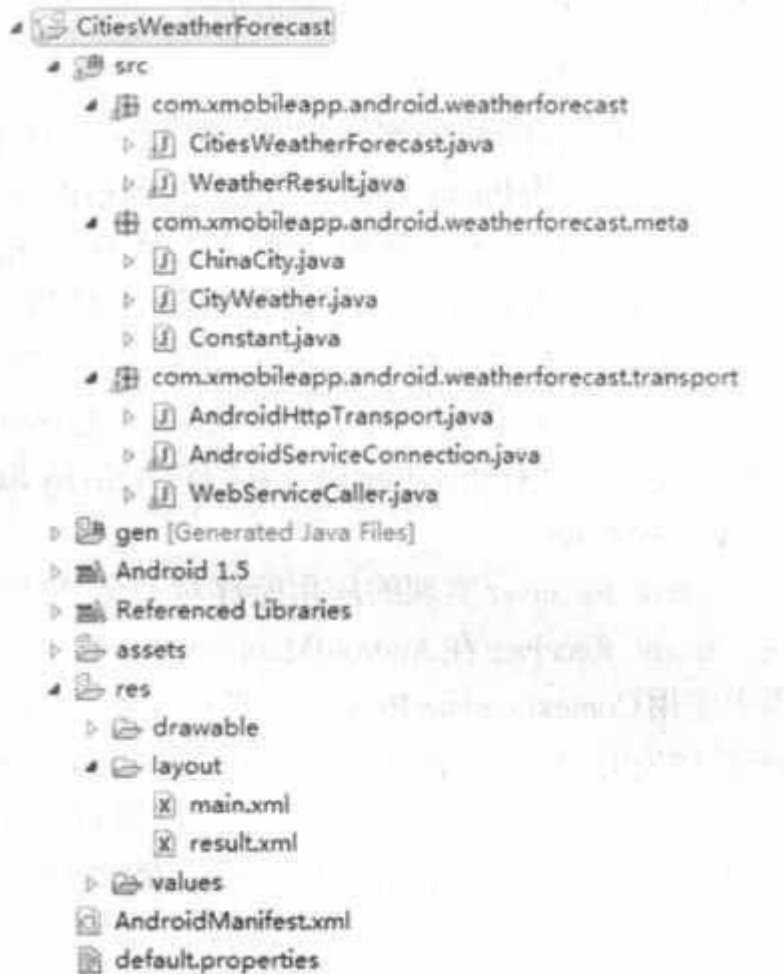 CitiesWeatherForecast
src
com.xmobileapp.android.weatherforecast
CitiesWeatherForecast.java
WeatherResult.java
com.xmobileapp.android.weatherforecast.meta
ChinaCity.java
CityWeather.java
Constant.java
com.xmobileapp.android.weatherforecast.transport
AndroidHttpTransport.java
AndroidServiceConnection.java
WebServiceCaller.java
gen [Generated Java Files]
Android 1.5
Referenced Libraries
assets
res
drawable
layout
main.xml
result.xml
values
AndroidManifest.xml
default.properties